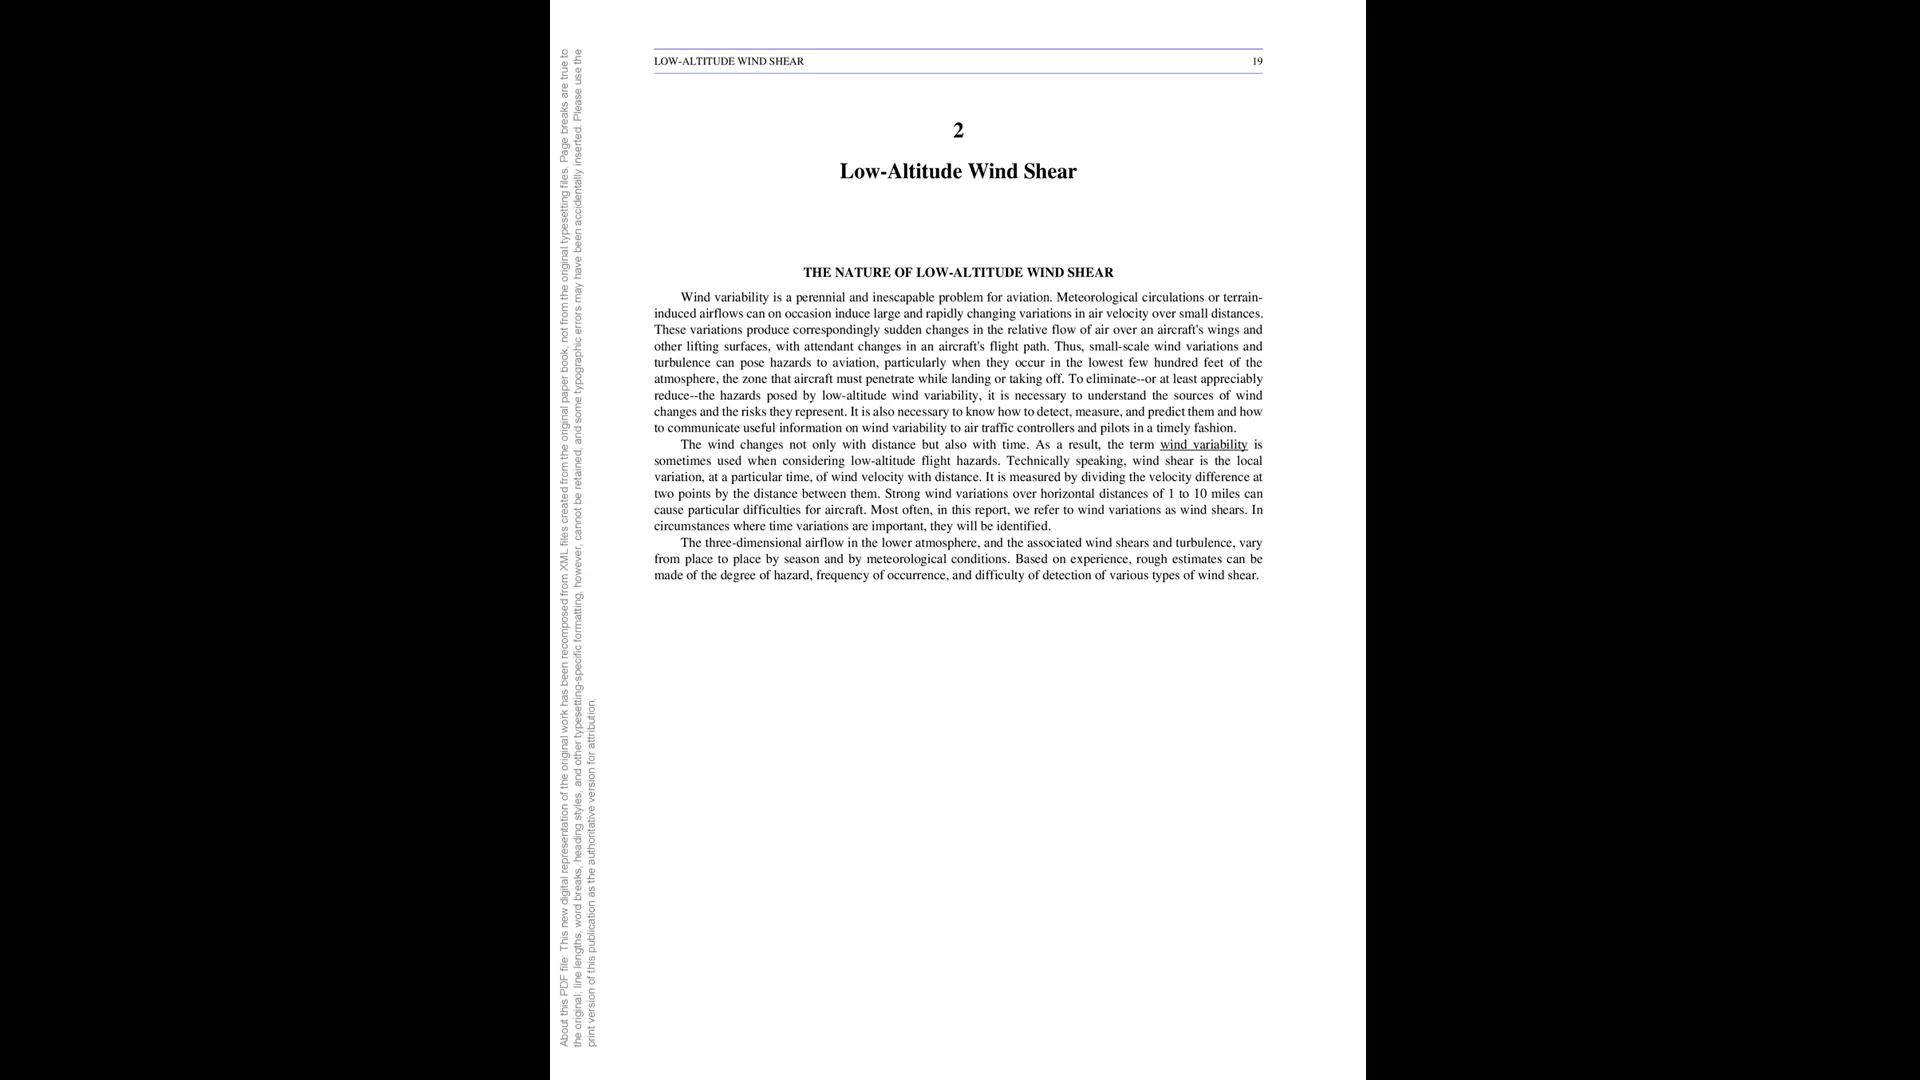 LOW-ALTITUDE WIND SHEAR 19
2
Low-Altitude Wind Shear
THE NATURE OF LOW-ALTITUDE WIND SHEAR
Wind variability is a perennial and inescapable problem for aviation. Meteorological circulations or terrain-
induced airflows can on occasion induce large and rapidly changing variations in air velocity over small distances.
These variations produce correspondingly sudden changes in the relative flow of air over an aircraft's wings and
other lifting surfaces, with attendant changes in an aircraft's flight path. Thus, small-scale wind variations and
turbulence can pose hazards to aviation, particularly when they occur in the lowest few hundred feet of the
atmosphere, the zone that aircraft must penetrate while landing or taking off. To eliminate--or at least appreciably
reduce--the hazards posed by low-altitude wind variability, it is necessary to understand the sources of wind
changes and the risks they represent. It is also necessary to know how to detect, measure, and predict them and how
to communicate useful information on wind variability to air traffic controllers and pilots in a timely fashion.
The wind changes not only with distance but also with time. As a result, the term wind variability is
sometimes used when considering low-altitude flight hazards. Technically speaking, wind shear is the local
variation, at a particular time, of wind velocity with distance. It is measured by dividing the velocity difference at
two points by the distance between them. Strong wind variations over horizontal distances of 1 to 10 miles can
cause particular difficulties for aircraft. Most often, in this report, we refer to wind variations as wind shears. In
circumstances where time variations are important, they will be identified.
The three-dimensional airflow in the lower atmosphere, and the associated wind shears and turbulence, vary
from place to place by season and by meteorological conditions. Based on experience, rough estimates can be
made of the degree of hazard, frequency of occurrence, and difficulty of detection of various types of wind shear.
About this PDF file: This new digital representation of the original work has been recomposed from XML files created from the original paper book, not from the original typesetting files. Page breaks are true to
the original; line lengths, word breaks, heading styles, and other typesetting-specific formatting, however, cannot be retained, and some typographic errors may have been accidentally inserted. Please use the
print version of this publication as the authoritative version for attribution.